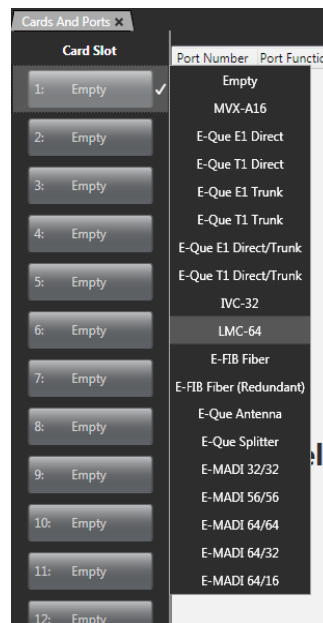 Cards And Ports ×
Card Slot
Port Number Port Functio
1: Empty ✓
2: Empty
3: Empty
4: Empty
5: Empty
6: Empty
7: Empty
8: Empty
9: Empty
10: Empty
11: Empty
12: Empty
Empty
MVX-A16
E-Que E1 Direct
E-Que T1 Direct
E-Que E1 Trunk
E-Que T1 Trunk
E-Que E1 Direct/Trunk
E-Que T1 Direct/Trunk
IVC-32
LMC-64
E-FIB Fiber
E-FIB Fiber (Redundant)
E-Que Antenna
E-Que Splitter
E-MADI 32/32
E-MADI 56/56
E-MADI 64/64
E-MADI 64/32
E-MADI 64/16
el